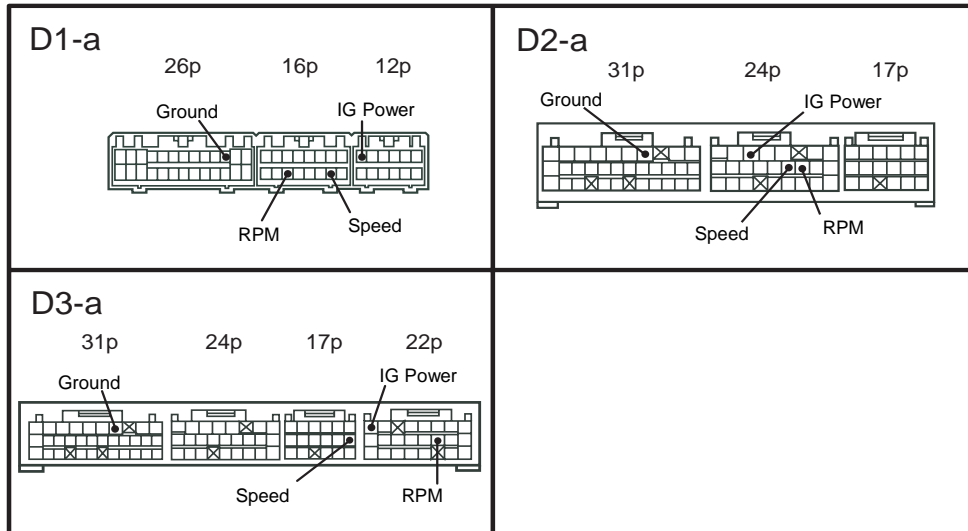 D1-a
26p 16p 12p
Ground IG Power
RPM Speed
D2-a
31p 24p 17p
Ground IG Power
Speed RPM
D3-a
31p 24p 17p 22p
Ground IG Power
Speed RPM